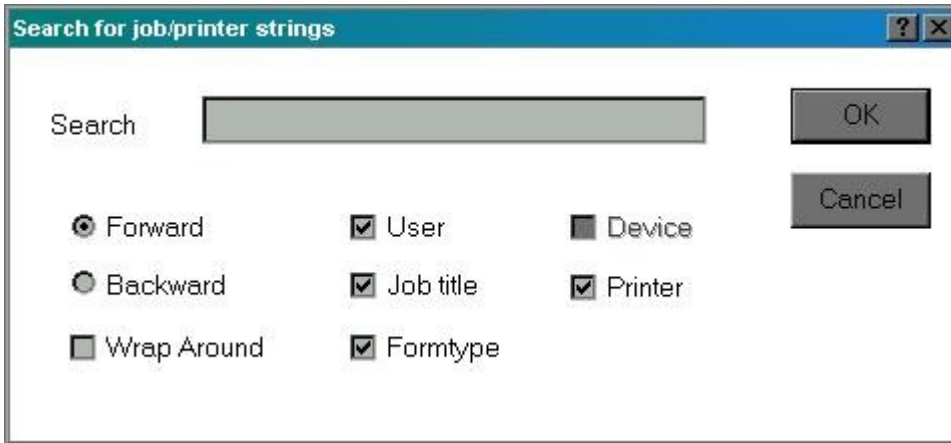 Search for job/printer strings
Search
OK
Cancel
Forward User Device
Backward Job title Printer
Wrap Around Formtype